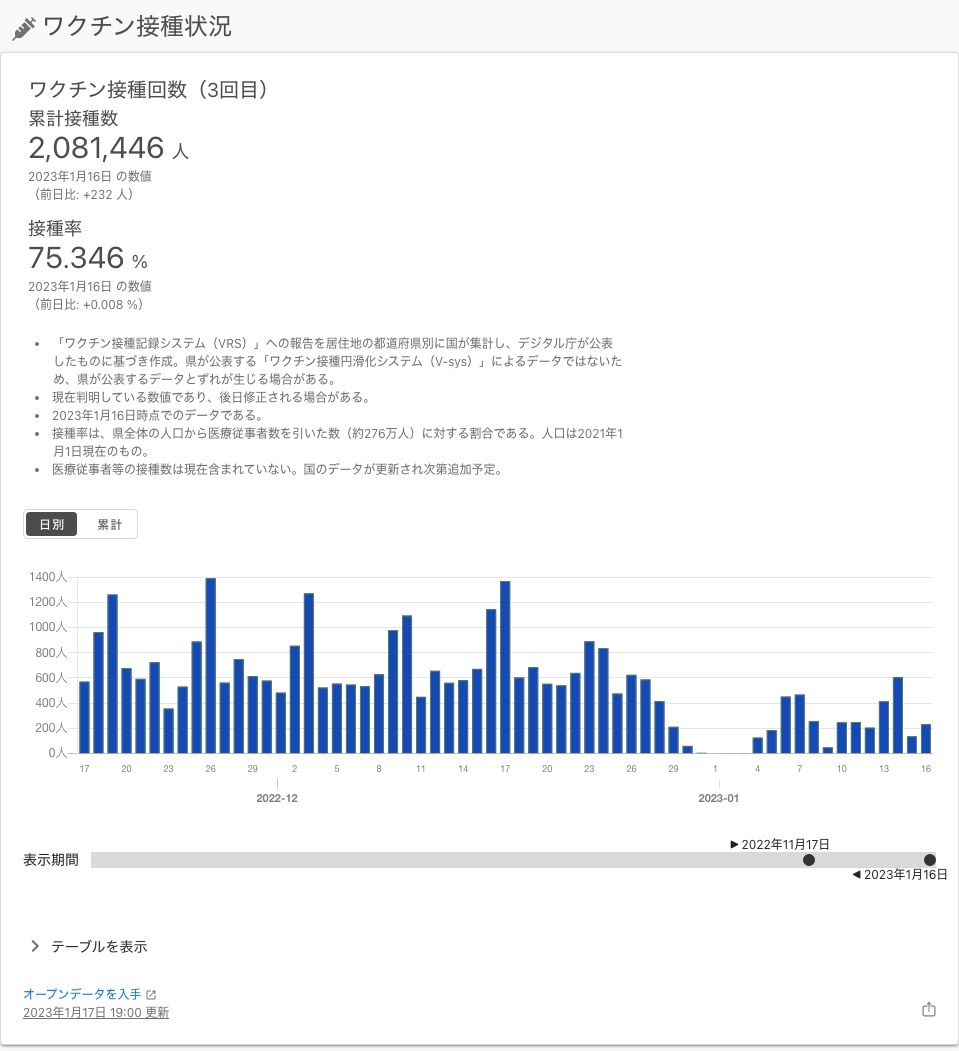 ワクチン接種状況
ワクチン接種回数（3回目）
累計接種数
2,081,446 人
2023年1月16日 の数値
（前日比: +232 人）
接種率
75.346 %
2023年1月16日 の数値
（前日比: +0.008 %）
• 「ワクチン接種記録システム（VRS）」への報告を居住地の都道府県別に国が集計し、デジタル庁が公表
したものに基づき作成。県が公表する「ワクチン接種円滑化システム（V-sys）」によるデータではないた
め、県が公表するデータとずれが生じる場合がある。
• 現在判明している数値であり、後日修正される場合がある。
• 2023年1月16日時点でのデータである。
• 接種率は、県全体の人口から医療従事者数を引いた数（約276万人）に対する割合である。人口は2021年1
月1日現在のもの。
• 医療従事者等の接種数は現在含まれていない。国のデータが更新され次第追加予定。
日別 累計
1400人
1200人
1000人
800人
600人
400人
200人
0人
17 20 23 26 29 2 5 8 11 14 17 20 23 26 29 1 4 7 10 13 16
2022-12 2023-01
▶ 2022年11月17日
表示期間
◀ 2023年1月16日
テーブルを表示
オープンデータを入手
2023年1月17日 19:00 更新